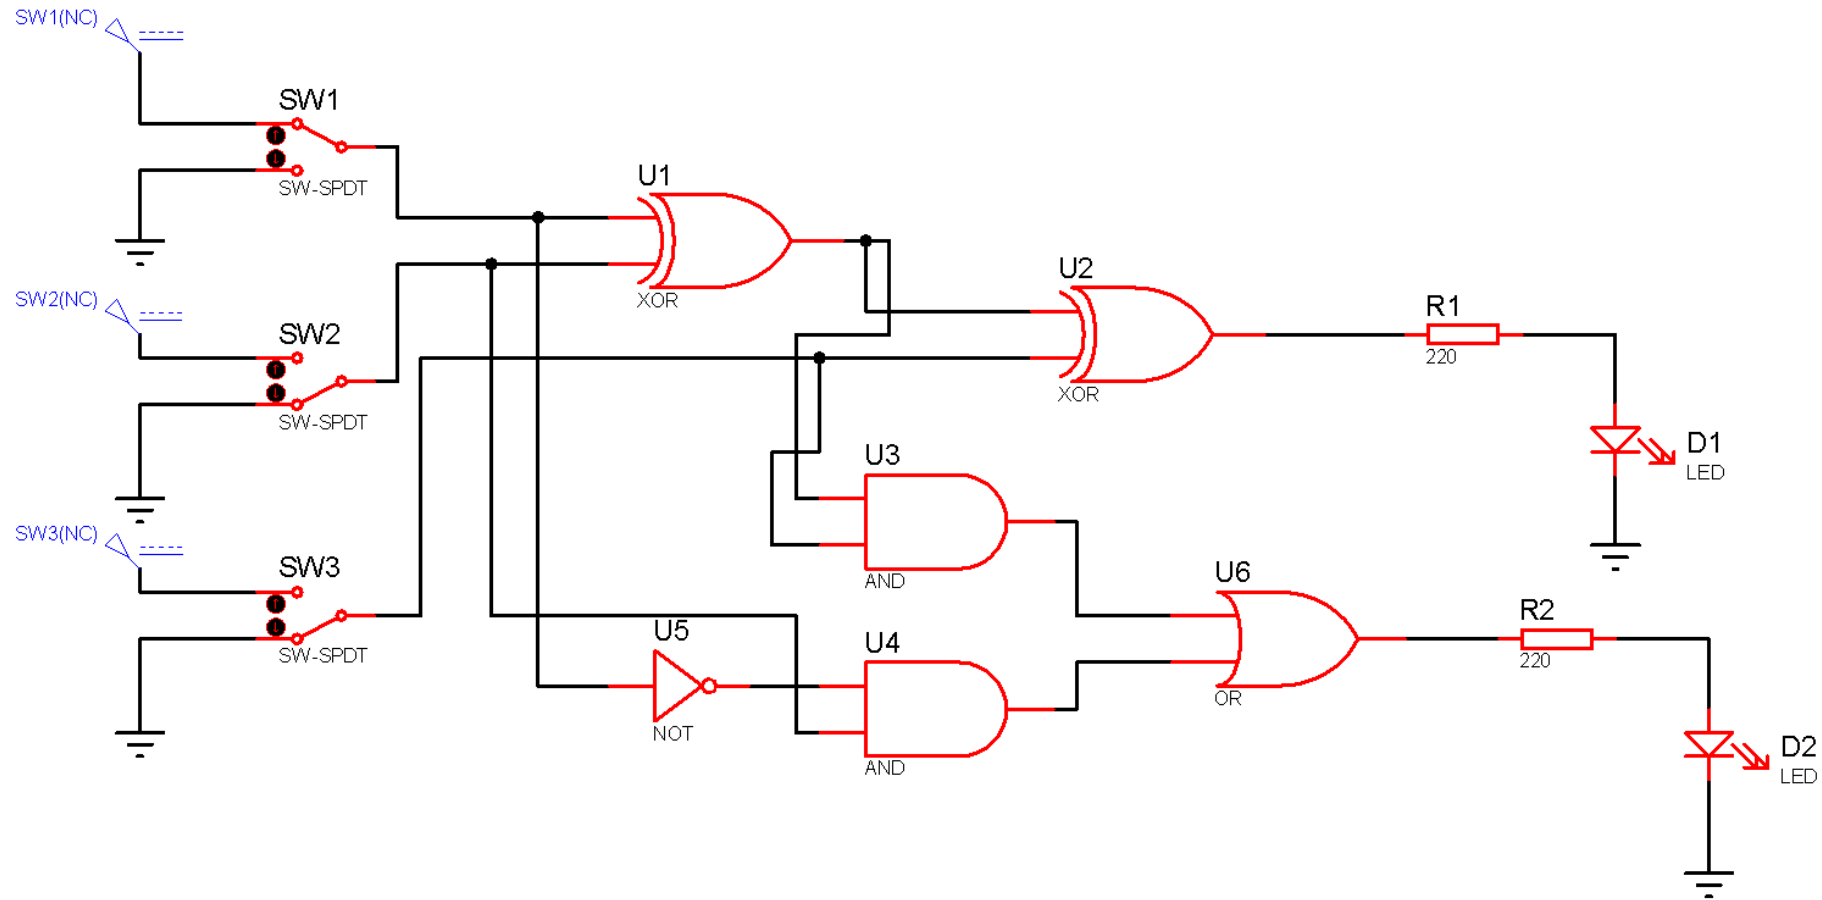 SW1(NC)
SW1
SW-SPDT
U1
XOR
SW2(NC)
SW2
SW-SPDT
U2
XOR
R1
220
D1
LED
U3
AND
SW3(NC)
SW3
SW-SPDT
U5
NOT
U4
AND
U6
OR
R2
220
D2
LED